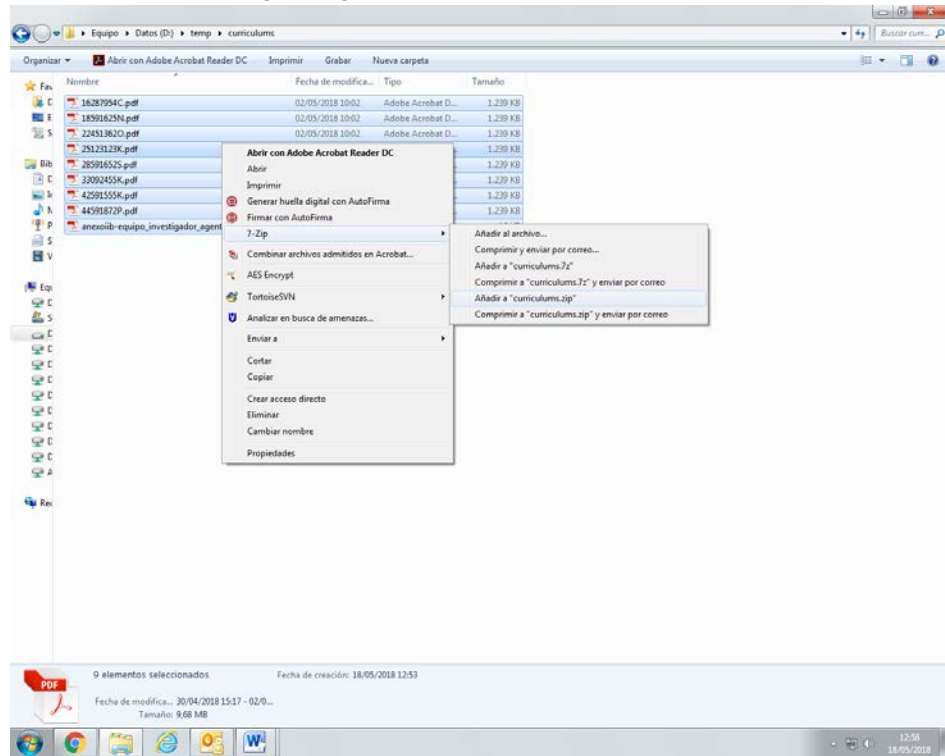 Equipo ▸ Datos (D:) ▸ temp ▸ curriculums
Buscar cum...
Organizar
Abrir con Adobe Acrobat Reader DC
Imprimir
Grabar
Nueva carpeta
Nombre
Fecha de modifica...
Tipo
Tamaño
Fav
16287954C.pdf
02/05/2018 10:02
Adobe Acrobat D...
1.239 KB
18591625N.pdf
02/05/2018 10:02
Adobe Acrobat D...
1.239 KB
22451362O.pdf
02/05/2018 10:02
Adobe Acrobat D...
1.239 KB
25123123K.pdf
1.239 KB
28591652S.pdf
1.239 KB
33092455K.pdf
1.239 KB
42591555K.pdf
1.239 KB
44591872P.pdf
1.239 KB
anexoiib-equipo_investigador_agent
Bib
Equ
Rec
Abrir con Adobe Acrobat Reader DC
Abrir
Imprimir
Generar huella digital con AutoFirma
Firmar con AutoFirma
7-Zip
Combinar archivos admitidos en Acrobat...
AES Encrypt
TortoiseSVN
Analizar en busca de amenazas...
Enviar a
Cortar
Copiar
Crear acceso directo
Eliminar
Cambiar nombre
Propiedades
Añadir al archivo...
Comprimir y enviar por correo...
Añadir a "curriculums.7z"
Comprimir a "curriculums.7z" y enviar por correo
Añadir a "curriculums.zip"
Comprimir a "curriculums.zip" y enviar por correo
PDF
9 elementos seleccionados
Fecha de creación: 18/05/2018 12:53
Fecha de modifica... 30/04/2018 15:17 - 02/0...
Tamaño: 9,68 MB
12:58
18/05/2018